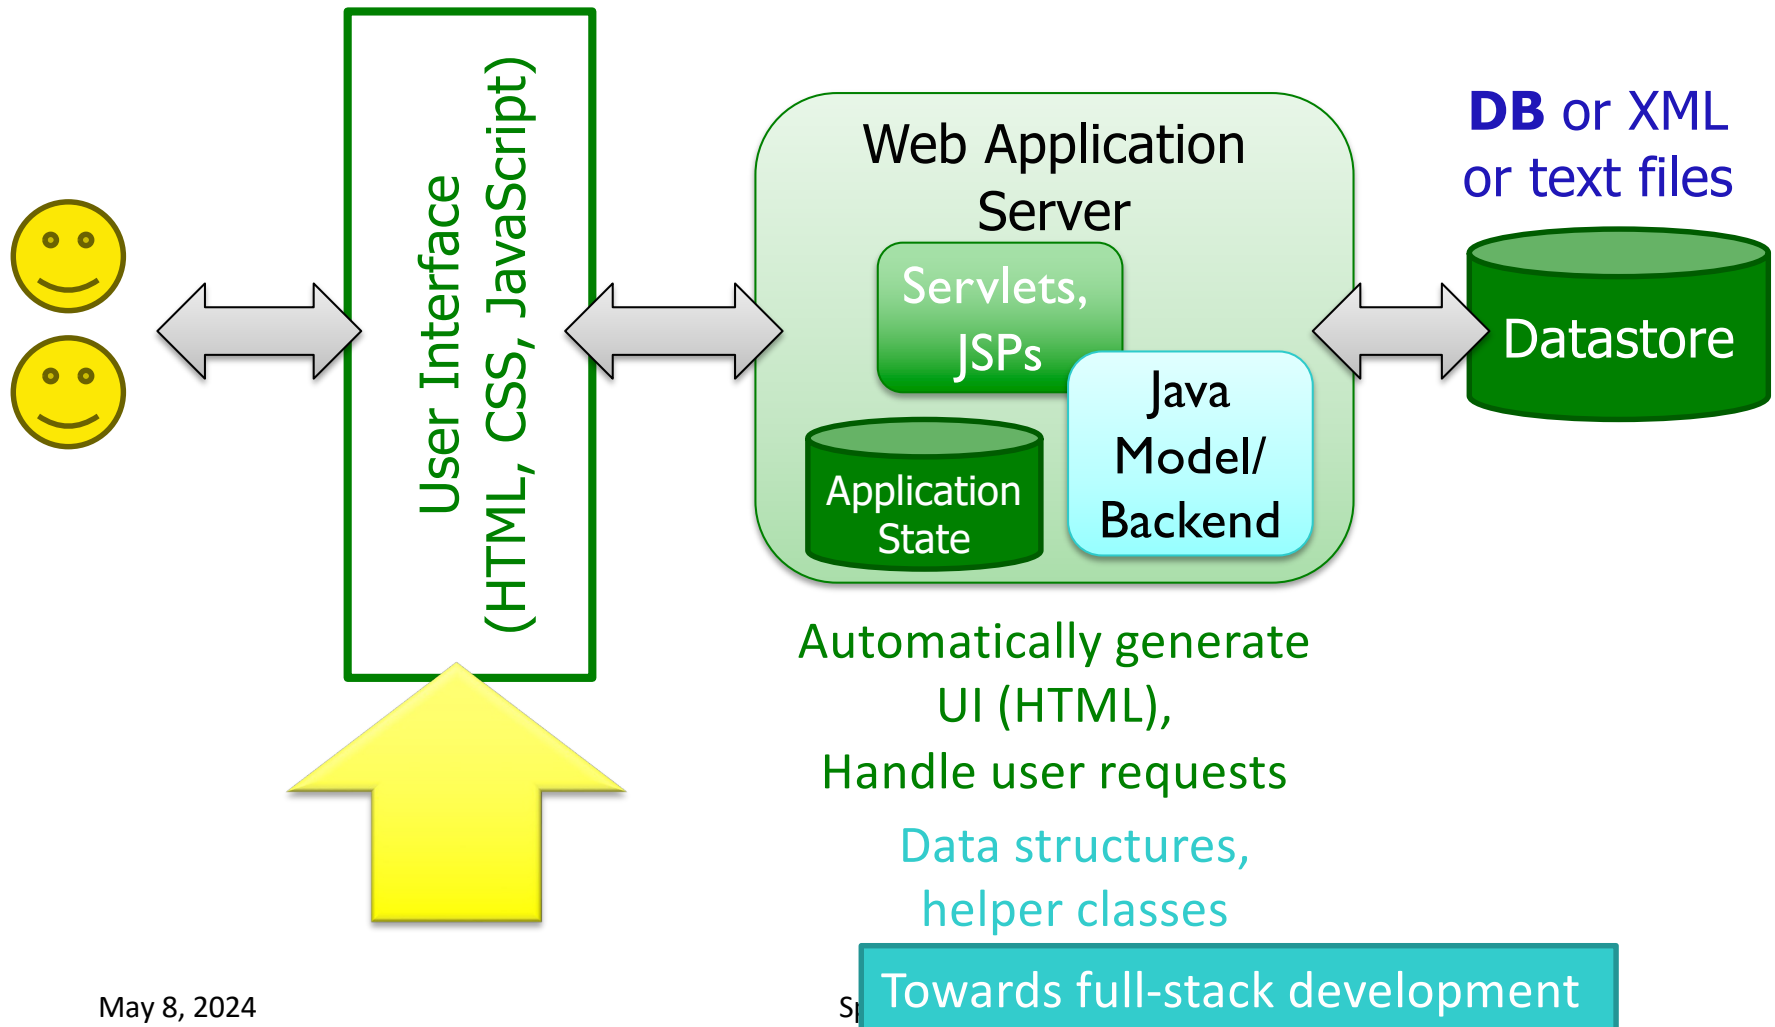 User Interface
(HTML, CSS, JavaScript)
Web Application
Server
Servlets,
JSPs
Java
Model/
Backend
Application
State
DB or XML
or text files
Datastore
Automatically generate
UI (HTML),
Handle user requests
Data structures,
helper classes
Towards full-stack development
May 8, 2024